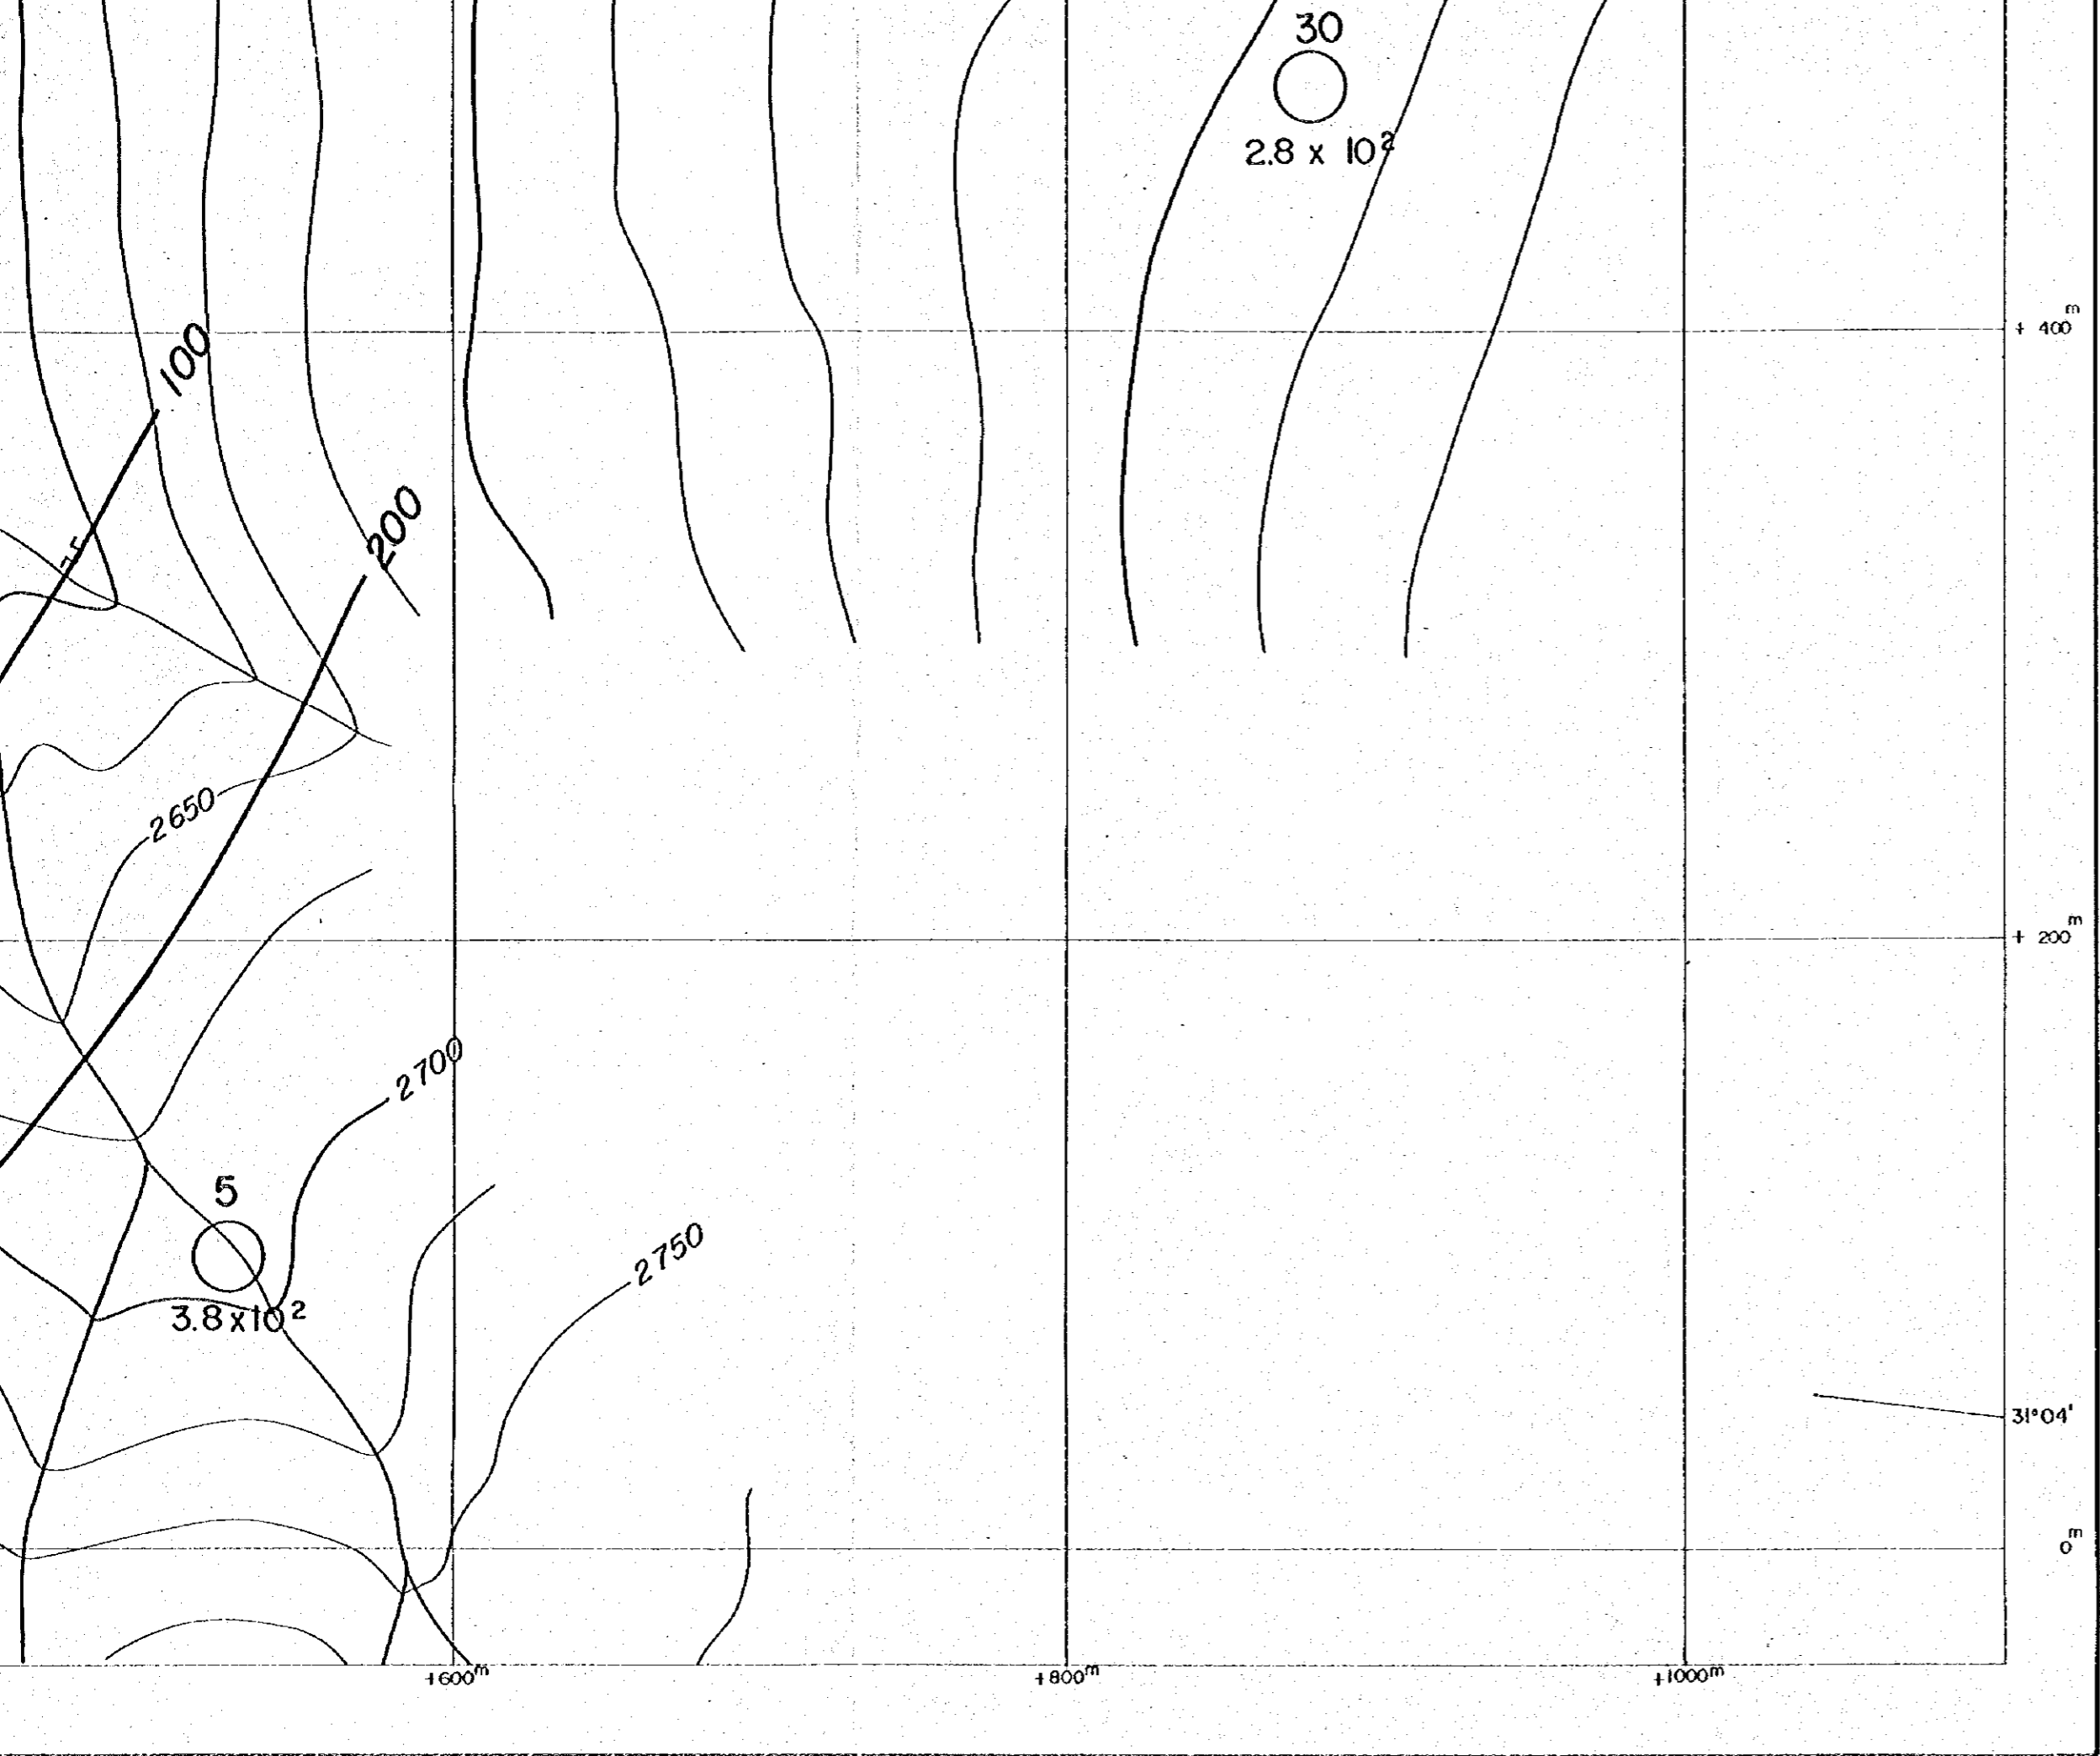 30
2.8 x 10²
+ 400ᵐ
100
200
2650
+ 200ᵐ
2700
5
3.8x10²
2750
31°04'
0ᵐ
+600ᵐ
+800ᵐ
+1000ᵐ